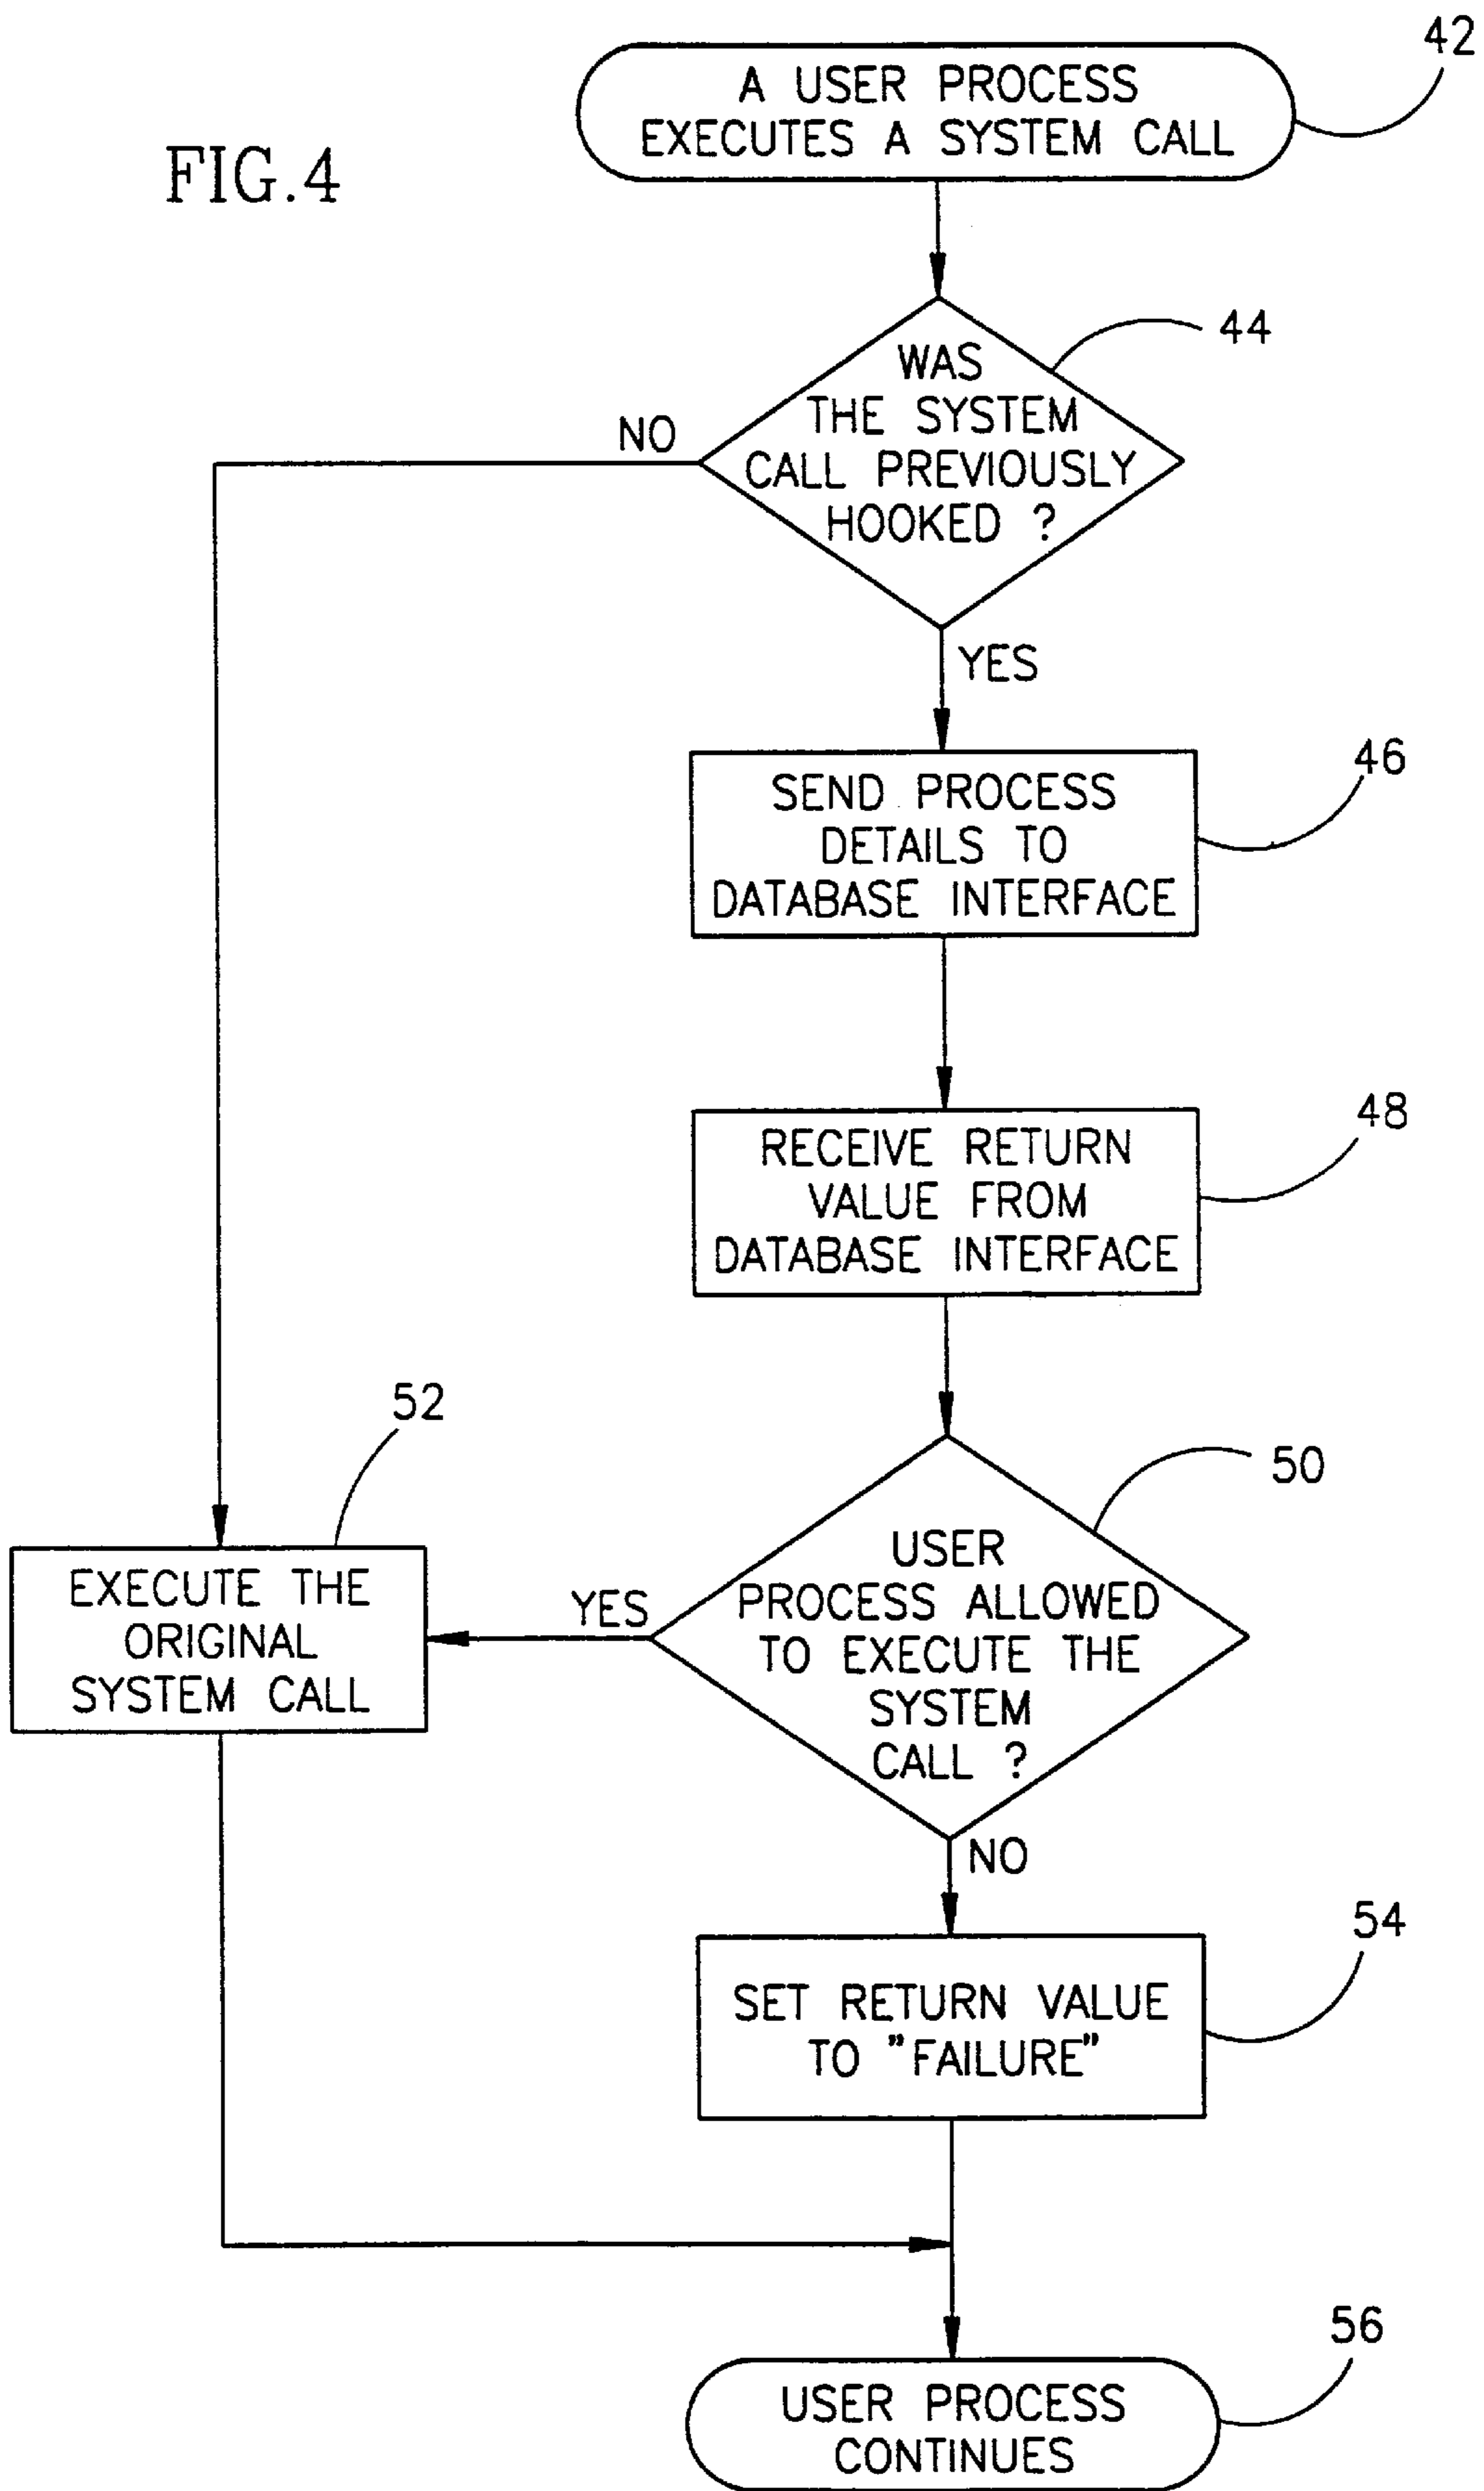 42
A USER PROCESS
EXECUTES A SYSTEM CALL
FIG.4
44
WAS
THE SYSTEM
CALL PREVIOUSLY
HOOKED ?
NO
YES
46
SEND PROCESS
DETAILS TO
DATABASE INTERFACE
48
RECEIVE RETURN
VALUE FROM
DATABASE INTERFACE
52
50
EXECUTE THE
ORIGINAL
SYSTEM CALL
YES
USER
PROCESS ALLOWED
TO EXECUTE THE
SYSTEM
CALL ?
NO
54
SET RETURN VALUE
TO "FAILURE"
56
USER PROCESS
CONTINUES